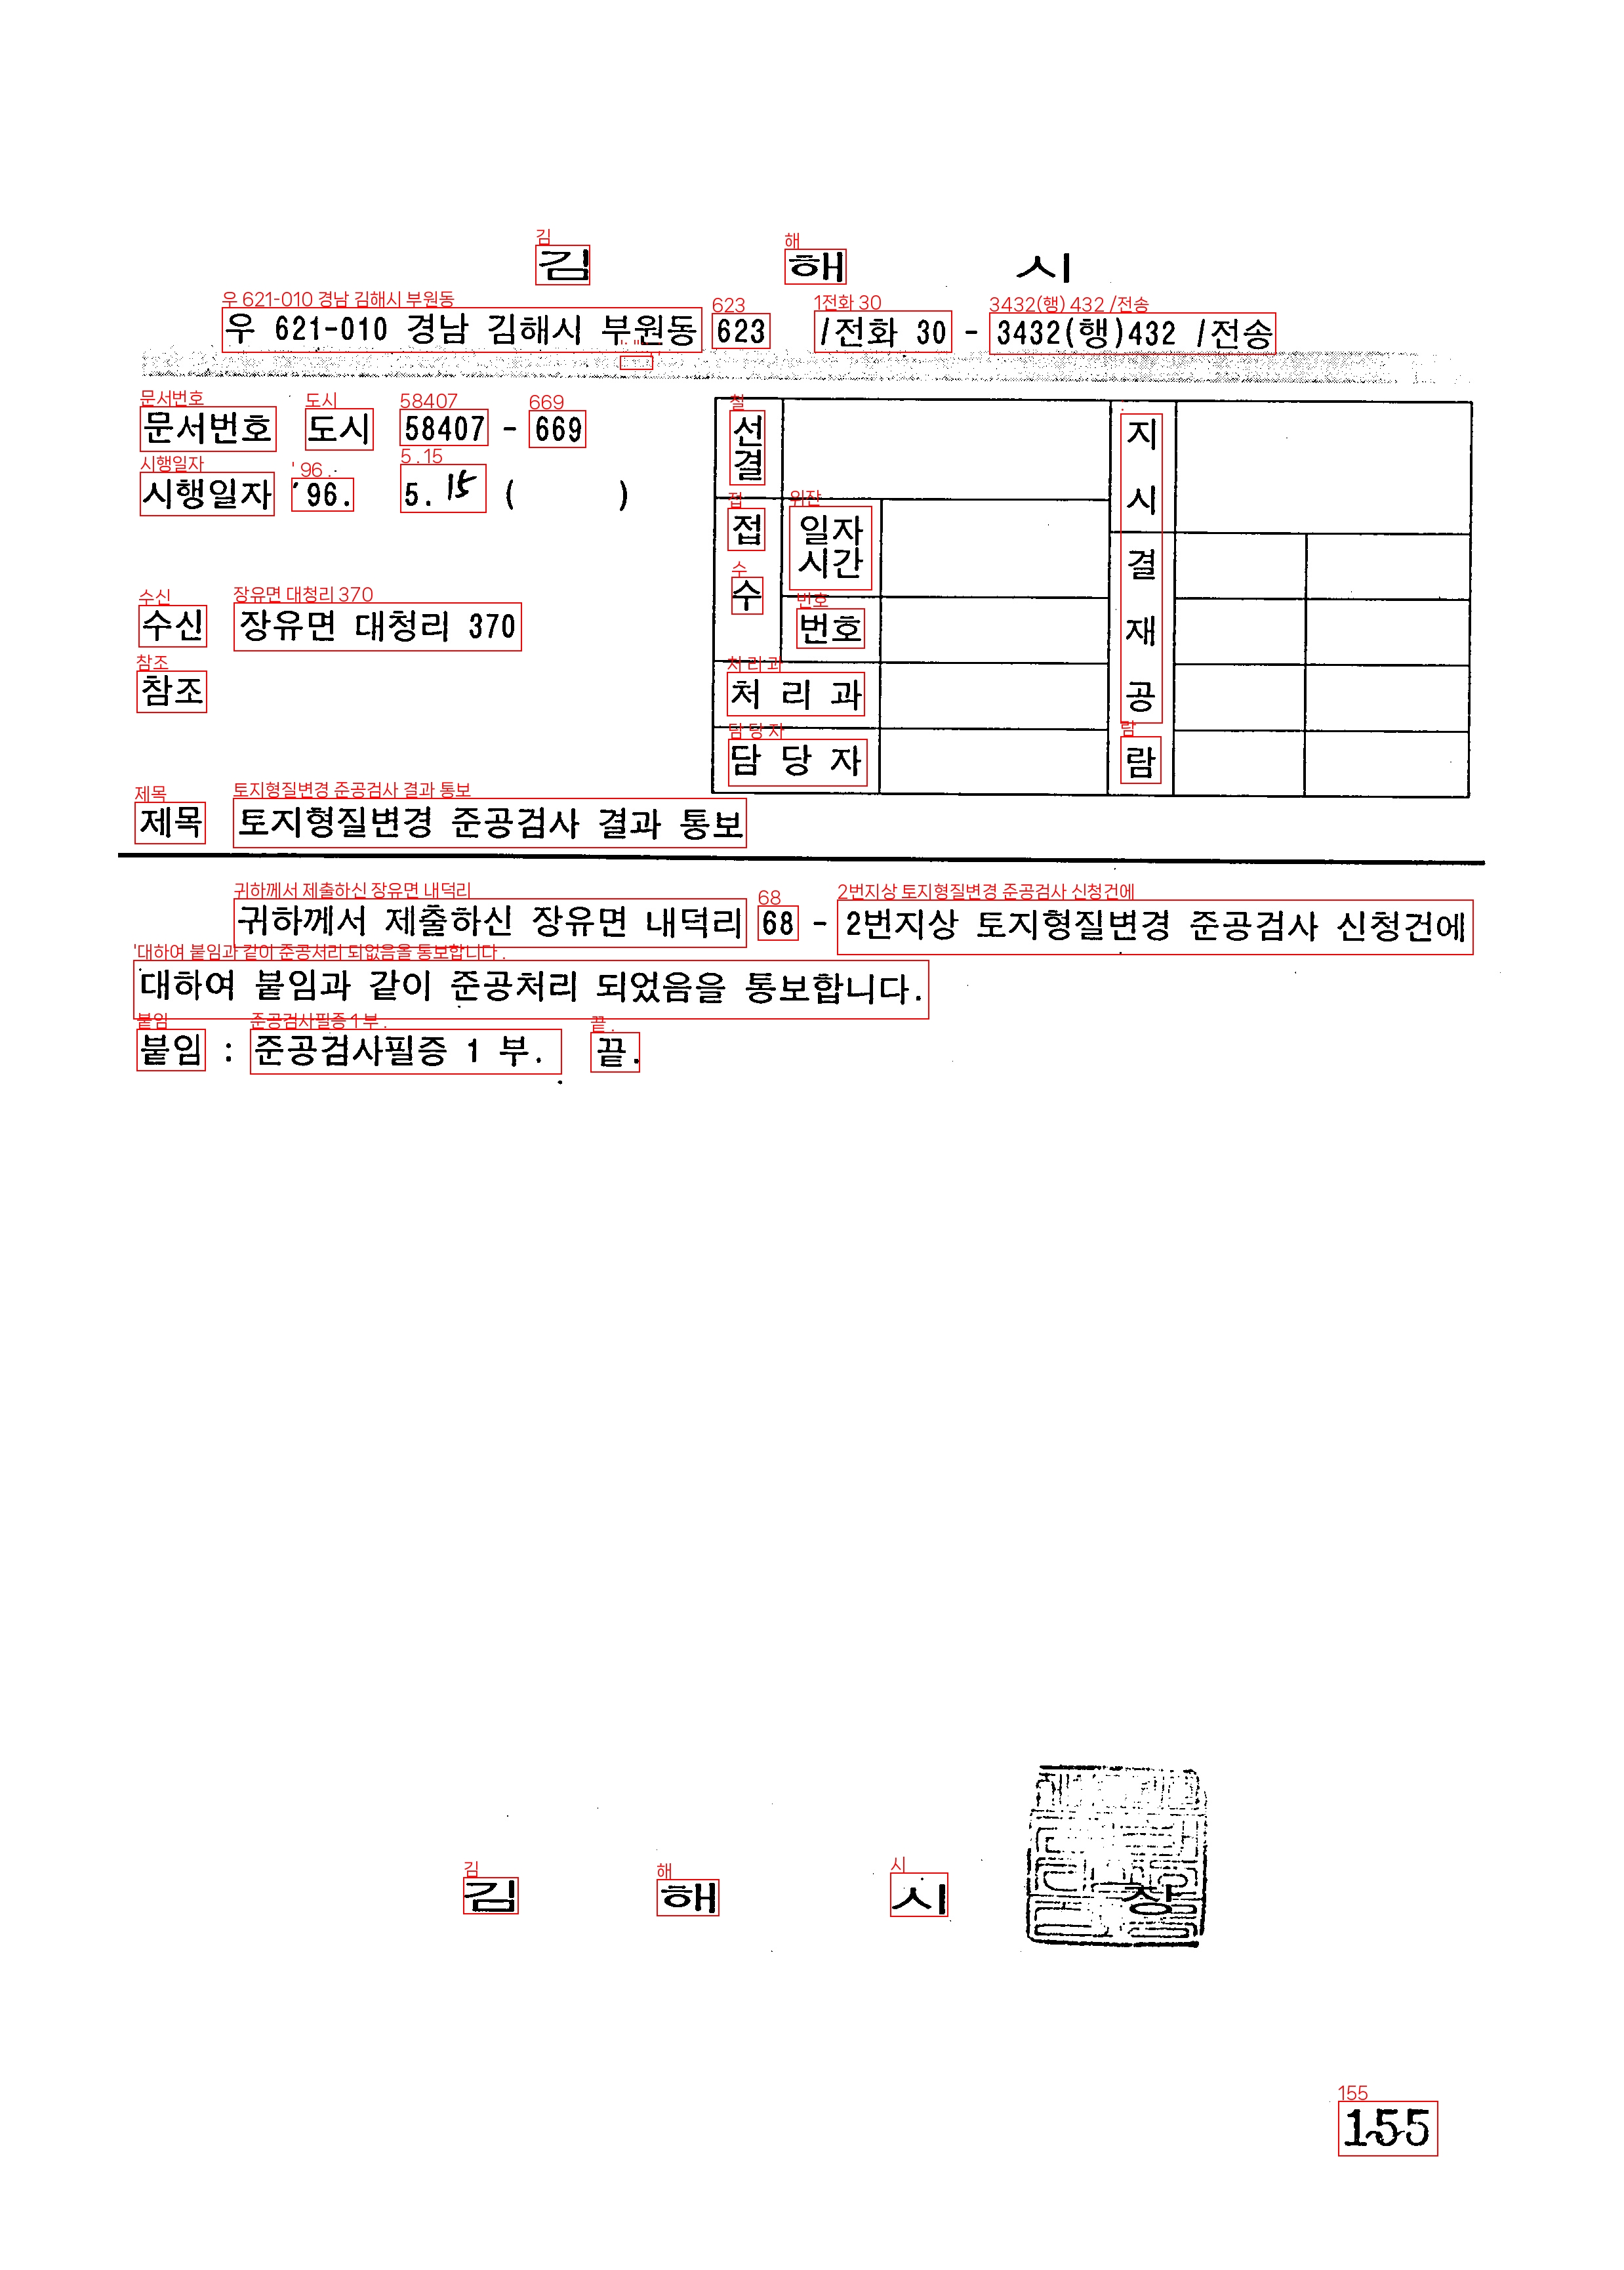 김 해 시
우 621-010 경남 김해시 부원동 623 /전화 30 - 3432(행)432 /전송
문서번호 도시 58407 - 669
시행일자 '96. 5. 15 ( )
수신 장유면 대청리 370
참조
선결
접수
일자
시간
번호
처 리 과
담 당 자
지시
결재공람
제목 토지형질변경 준공검사 결과 통보
귀하께서 제출하신 장유면 내덕리 68 - 2번지상 토지형질변경 준공검사 신청건에
대하여 붙임과 같이 준공처리 되었음을 통보합니다.
붙임 : 준공검사필증 1 부. 끝.
김 해 시 장
155